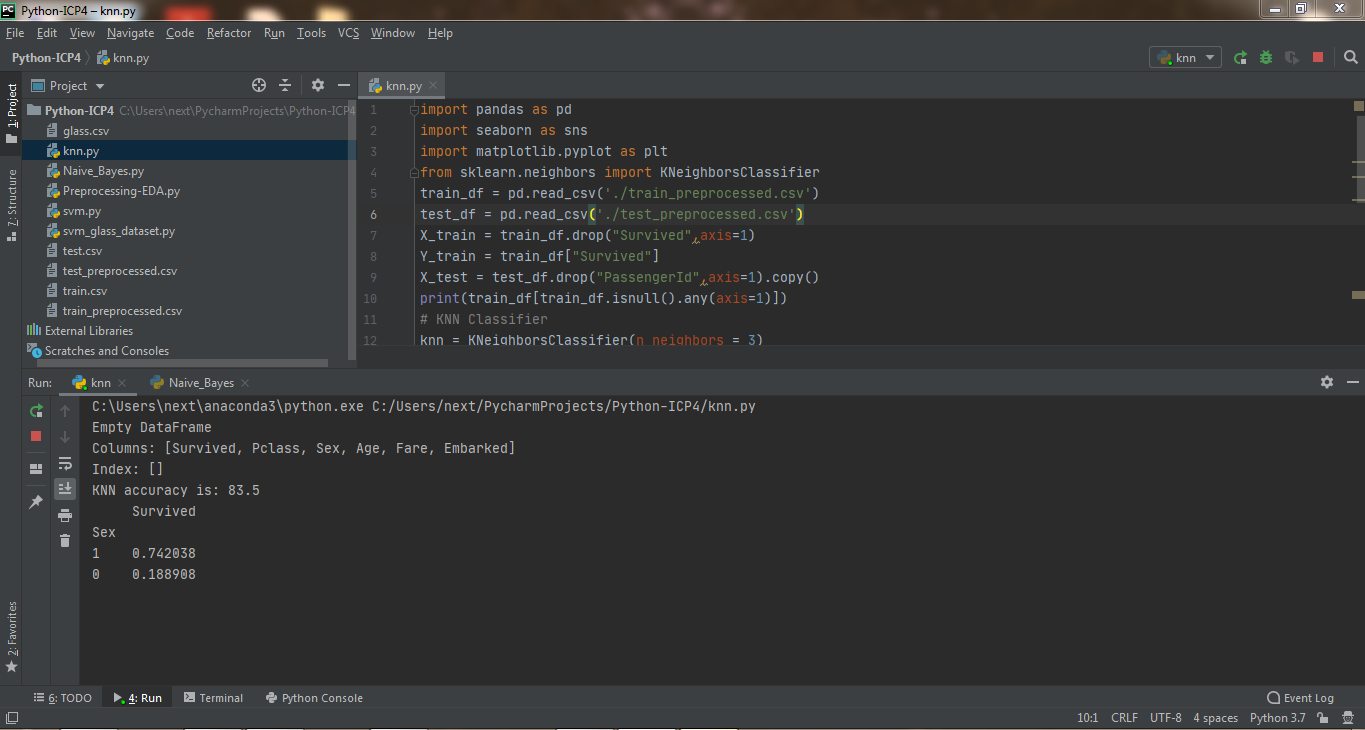 Python-ICP4 – knn.py
File Edit View Navigate Code Refactor Run Tools VCS Window Help
Python-ICP4 knn.py
knn
1: Project
7: Structure
2: Favorites
Project
Python-ICP4 C:\Users\next\PycharmProjects\Python-ICP4
glass.csv
knn.py
Naive_Bayes.py
Preprocessing-EDA.py
svm.py
svm_glass_dataset.py
test.csv
test_preprocessed.csv
train.csv
train_preprocessed.csv
External Libraries
Scratches and Consoles
knn.py
1 import pandas as pd
2 import seaborn as sns
3 import matplotlib.pyplot as plt
4 from sklearn.neighbors import KNeighborsClassifier
5 train_df = pd.read_csv('./train_preprocessed.csv')
6 test_df = pd.read_csv('./test_preprocessed.csv')
7 X_train = train_df.drop("Survived",axis=1)
8 Y_train = train_df["Survived"]
9 X_test = test_df.drop("PassengerId",axis=1).copy()
10 print(train_df[train_df.isnull().any(axis=1)])
11 # KNN Classifier
12 knn = KNeighborsClassifier(n_neighbors = 3)
Run: knn Naive_Bayes
C:\Users\next\anaconda3\python.exe C:/Users/next/PycharmProjects/Python-ICP4/knn.py
Empty DataFrame
Columns: [Survived, Pclass, Sex, Age, Fare, Embarked]
Index: []
KNN accuracy is: 83.5
Survived
Sex
1 0.742038
0 0.188908
6: TODO 4: Run Terminal Python Console Event Log
10:1 CRLF UTF-8 4 spaces Python 3.7